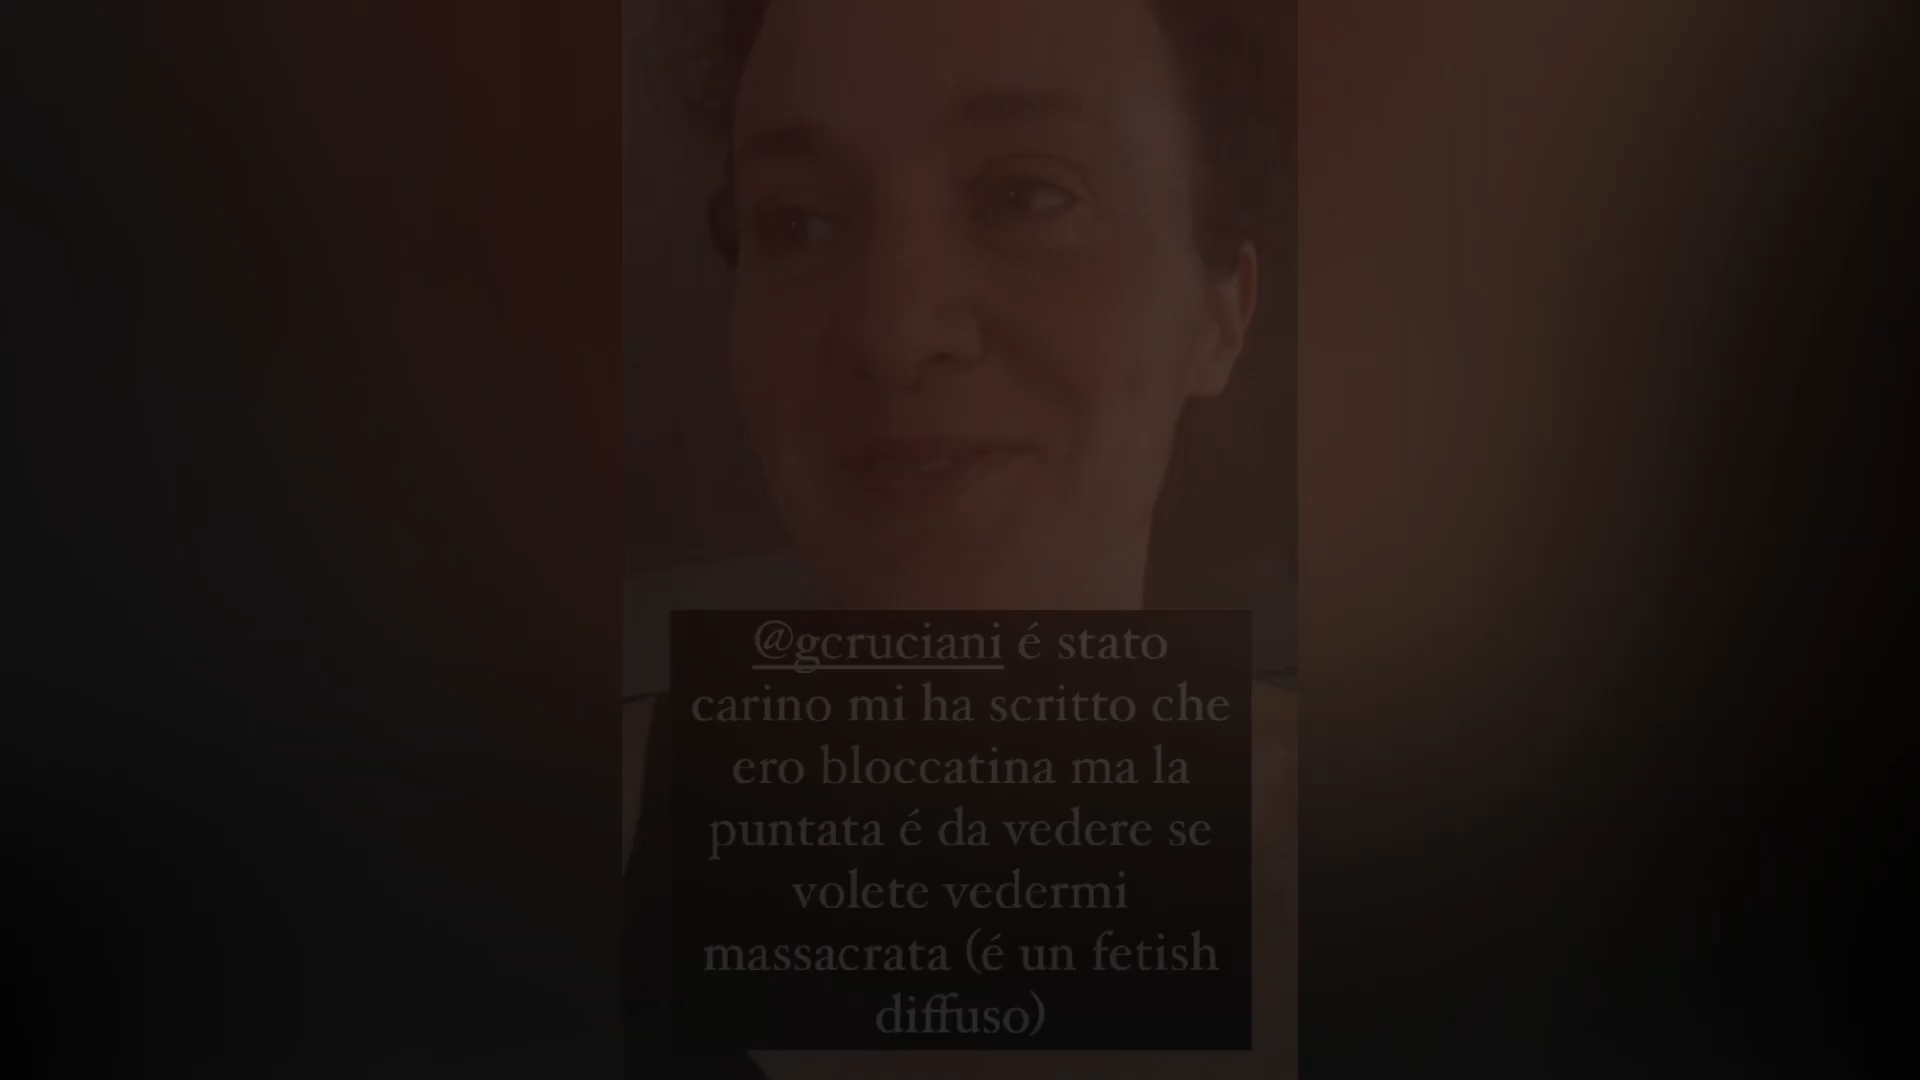 @gcruciani é stato
carino mi ha scritto che
ero bloccatina ma la
puntata é da vedere se
volete vedermi
massacrata (é un fetish
diffuso)